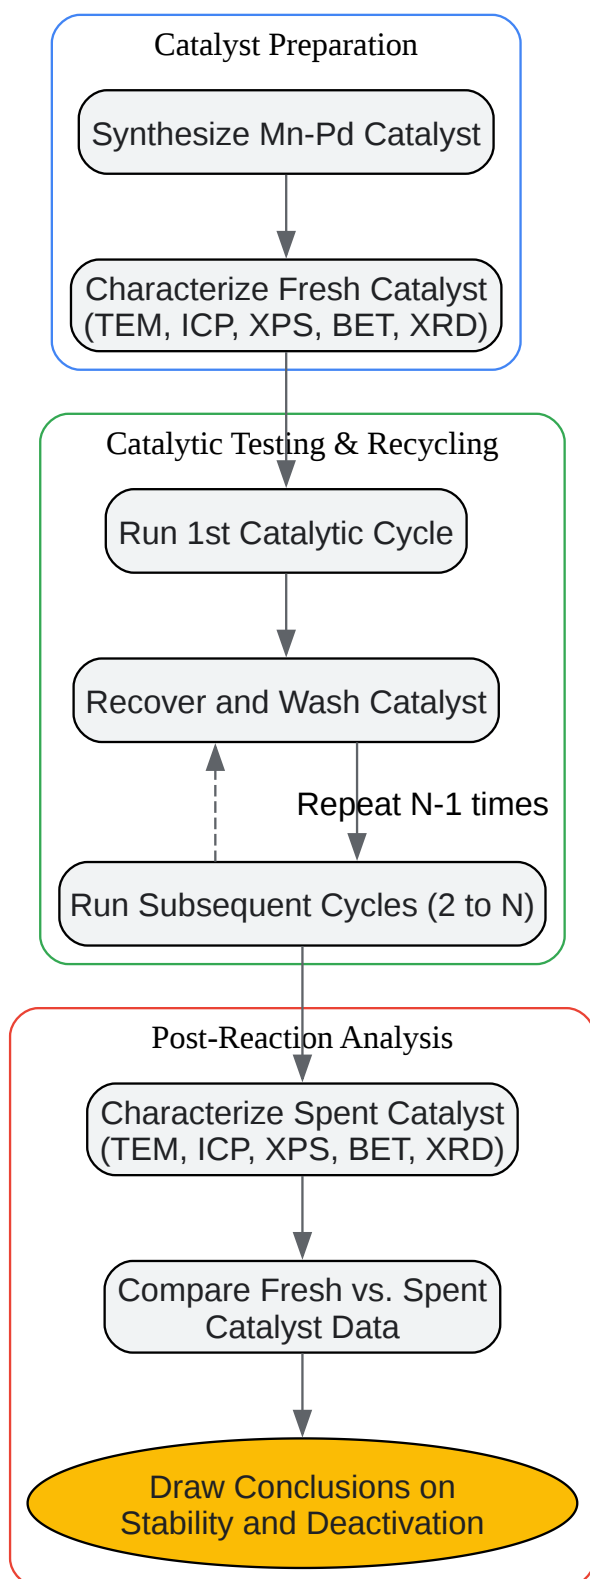 Catalyst Preparation
Synthesize Mn-Pd Catalyst
Characterize Fresh Catalyst
(TEM, ICP, XPS, BET, XRD)
Catalytic Testing & Recycling
Run 1st Catalytic Cycle
Recover and Wash Catalyst
Repeat N-1 times
Run Subsequent Cycles (2 to N)
Post-Reaction Analysis
Characterize Spent Catalyst
(TEM, ICP, XPS, BET, XRD)
Compare Fresh vs. Spent
Catalyst Data
Draw Conclusions on
Stability and Deactivation